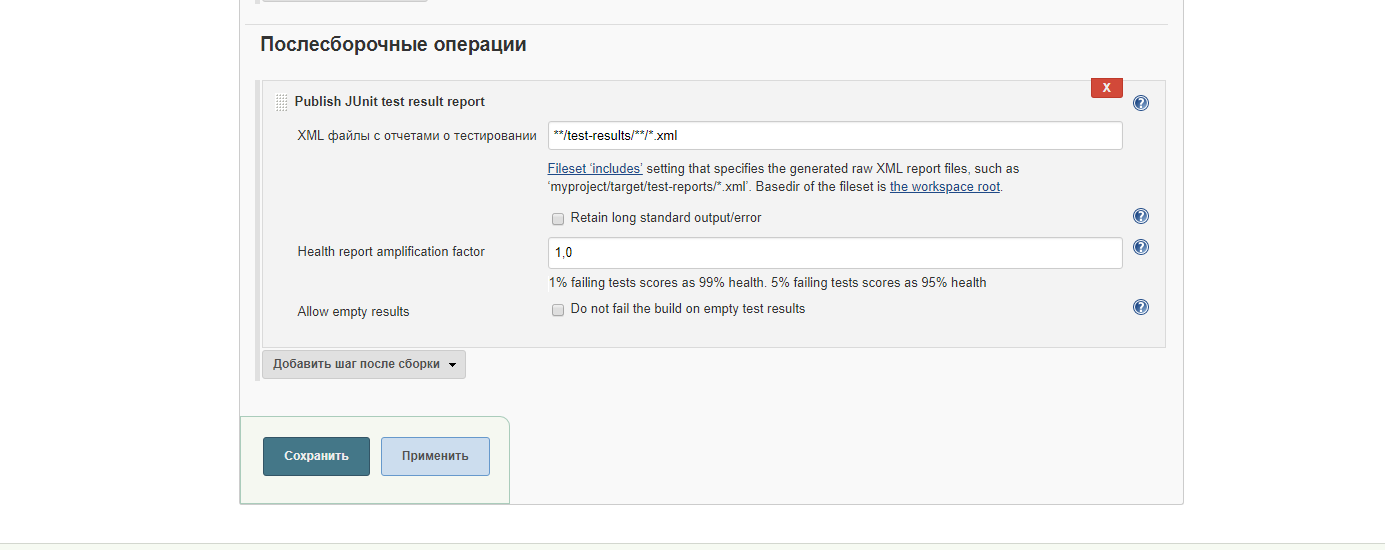 Послесборочные операции
X
Publish JUnit test result report
?
XML файлы с отчетами о тестировании
**/test-results/**/*.xml
Fileset ‘includes’ setting that specifies the generated raw XML report files, such as
‘myproject/target/test-reports/*.xml’. Basedir of the fileset is the workspace root.
Retain long standard output/error
?
Health report amplification factor
1,0
?
1% failing tests scores as 99% health. 5% failing tests scores as 95% health
Allow empty results
Do not fail the build on empty test results
?
Добавить шаг после сборки
Сохранить
Применить